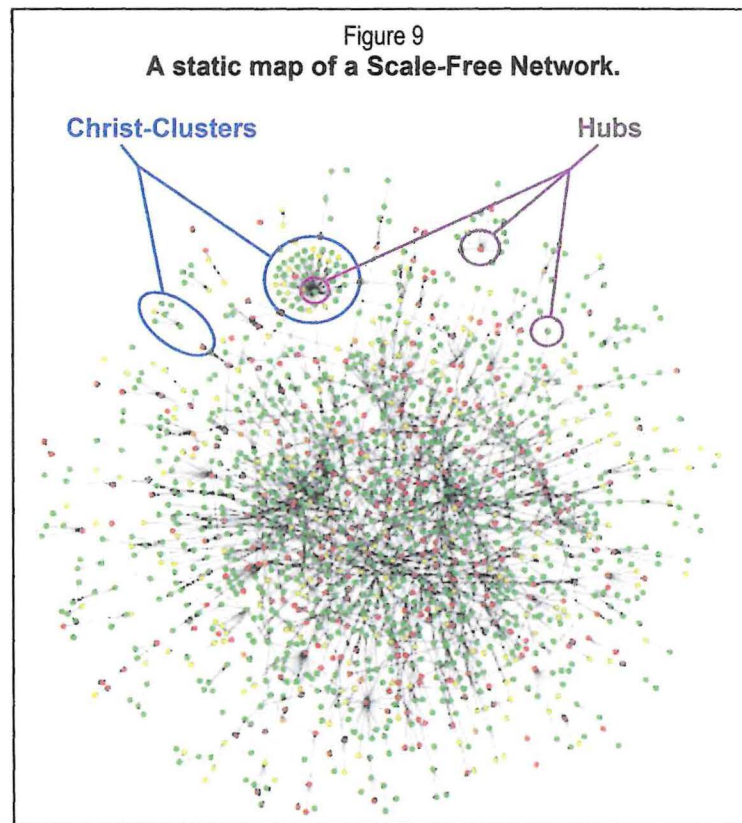 Figure 9
A static map of a Scale-Free Network.
Christ-Clusters
Hubs